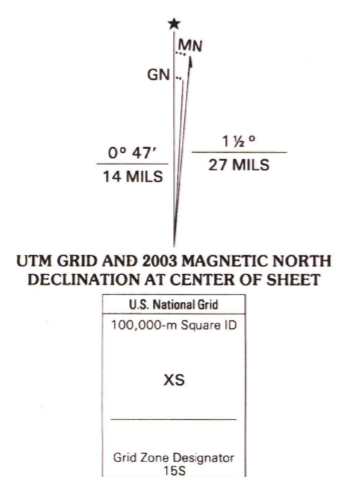 MN
GN
0° 47'
14 MILS
1 ½ °
27 MILS
UTM GRID AND 2003 MAGNETIC NORTH
DECLINATION AT CENTER OF SHEET
U.S. National Grid
100,000-m Square ID
XS
Grid Zone Designator
15S